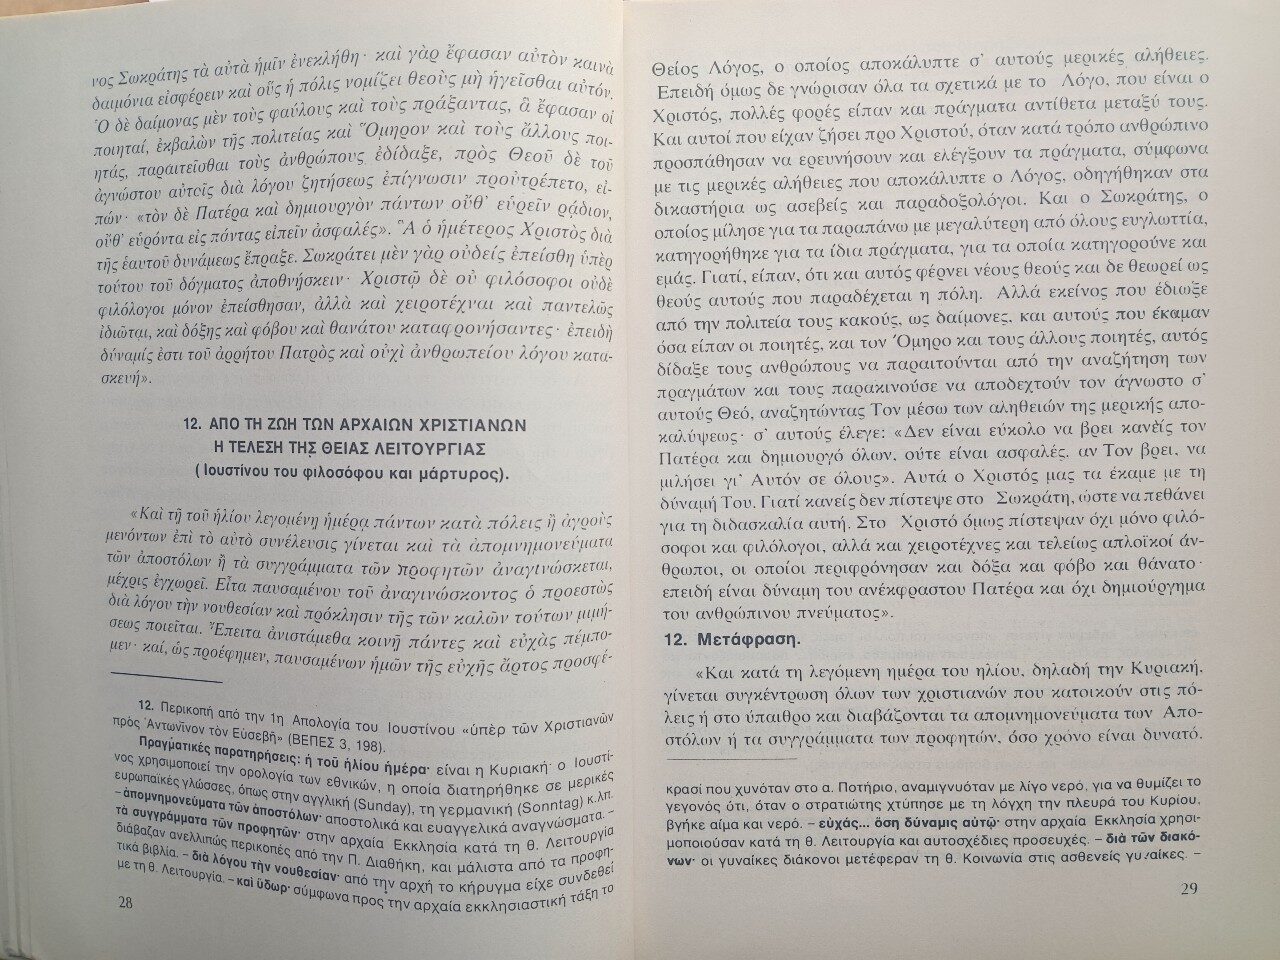 νος Σωκράτης τὰ αὐτὰ ἡμῖν ἐνεκλήθη· καὶ γὰρ ἔφασαν αὐτὸν καινὰ
δαιμόνια εἰσφέρειν καὶ οὓς ἡ πόλις νομίζει θεοὺς μὴ ἡγεῖσθαι αὐτόν.
Ὁ δὲ δαίμονας μὲν τοὺς φαύλους καὶ τοὺς πράξαντας, ἃ ἔφασαν οἱ
ποιηταί, ἐκβαλὼν τῆς πολιτείας καὶ Ὅμηρον καὶ τοὺς ἄλλους ποι-
ητάς, παραιτεῖσθαι τοὺς ἀνθρώπους ἐδίδαξε, πρὸς Θεοῦ δὲ τοῦ
ἀγνώστου αὐτοῖς διὰ λόγου ζητήσεως ἐπίγνωσιν προὐτρέπετο, εἰ-
πών· «τὸν δὲ Πατέρα καὶ δημιουργὸν πάντων οὔθ' εὑρεῖν ρᾴδιον,
οὔθ' εὑρόντα εἰς πάντας εἰπεῖν ἀσφαλές». Ἃ ὁ ἡμέτερος Χριστὸς διὰ
τῆς ἑαυτοῦ δυνάμεως ἔπραξε. Σωκράτει μὲν γὰρ οὐδείς ἐπείσθη ὑπὲρ
τούτου τοῦ δόγματος ἀποθνήσκειν· Χριστῷ δὲ οὐ φιλόσοφοι οὐδὲ
φιλόλογοι μόνον ἐπείσθησαν, ἀλλὰ καὶ χειροτέχναι καὶ παντελῶς
ἰδιῶται, καὶ δόξης καὶ φόβου καὶ θανάτου καταφρονήσαντες· ἐπειδὴ
δύναμίς ἐστι τοῦ ἀρρήτου Πατρὸς καὶ οὐχὶ ἀνθρωπείου λόγου κατα-
σκευή».
12. ΑΠΟ ΤΗ ΖΩΗ ΤΩΝ ΑΡΧΑΙΩΝ ΧΡΙΣΤΙΑΝΩΝ
Η ΤΕΛΕΣΗ ΤΗΣ ΘΕΙΑΣ ΛΕΙΤΟΥΡΓΙΑΣ
( Ιουστίνου του φιλοσόφου και μάρτυρος).
«Καὶ τῇ τοῦ ἡλίου λεγομένῃ ἡμέρᾳ πάντων κατὰ πόλεις ἢ ἀγροὺς
μενόντων ἐπὶ τὸ αὐτὸ συνέλευσις γίνεται καὶ τὰ ἀπομνημονεύματα
τῶν ἀποστόλων ἢ τὰ συγγράμματα τῶν προφητῶν ἀναγινώσκεται,
μέχρις ἐγχωρεῖ. Εἶτα παυσαμένου τοῦ ἀναγινώσκοντος ὁ προεστὼς
διὰ λόγου τὴν νουθεσίαν καὶ πρόκλησιν τῆς τῶν καλῶν τούτων μιμή-
σεως ποιεῖται. Ἔπειτα ἀνιστάμεθα κοινῇ πάντες καὶ εὐχὰς πέμπο-
μεν· καί, ὡς προέφημεν, παυσαμένων ἡμῶν τῆς εὐχῆς ἄρτος προσφέ-
12. Περικοπή από την 1η Απολογία του Ιουστίνου «ὑπὲρ τῶν Χριστιανῶν
πρὸς Ἀντωνῖνον τὸν Εὐσεβῆ» (ΒΕΠΕΣ 3, 198).
Πραγματικές παρατηρήσεις: ἡ τοῦ ἡλίου ἡμέρα· είναι η Κυριακή· ο Ιουστί-
νος χρησιμοποιεί την ορολογία των εθνικών, η οποία διατηρήθηκε σε μερικές
ευρωπαϊκές γλώσσες, όπως στην αγγλική (Sunday), τη γερμανική (Sonntag) κ.λπ.
– ἀπομνημονεύματα τῶν ἀποστόλων· αποστολικά και ευαγγελικά αναγνώσματα. –
τὰ συγγράμματα τῶν προφητῶν· στην αρχαία Εκκλησία κατά τη θ. Λειτουργία
διάβαζαν ανελλιπώς περικοπές από την Π. Διαθήκη, και μάλιστα από τα προφη-
τικά βιβλία. – διὰ λόγου τὴν νουθεσίαν· από την αρχή το κήρυγμα είχε συνδεθεί
με τη θ. Λειτουργία. – καὶ ὕδωρ· σύμφωνα προς την αρχαία εκκλησιαστική τάξη το
28
Θείος Λόγος, ο οποίος αποκάλυπτε σ' αυτούς μερικές αλήθειες.
Επειδή όμως δε γνώρισαν όλα τα σχετικά με το Λόγο, που είναι ο
Χριστός, πολλές φορές είπαν και πράγματα αντίθετα μεταξύ τους.
Και αυτοί που είχαν ζήσει προ Χριστού, όταν κατά τρόπο ανθρώπινο
προσπάθησαν να ερευνήσουν και ελέγξουν τα πράγματα, σύμφωνα
με τις μερικές αλήθειες που αποκάλυπτε ο Λόγος, οδηγήθηκαν στα
δικαστήρια ως ασεβείς και παραδοξολόγοι. Και ο Σωκράτης, ο
οποίος μίλησε για τα παραπάνω με μεγαλύτερη από όλους ευγλωττία,
κατηγορήθηκε για τα ίδια πράγματα, για τα οποία κατηγορούνε και
εμάς. Γιατί, είπαν, ότι και αυτός φέρνει νέους θεούς και δε θεωρεί ως
θεούς αυτούς που παραδέχεται η πόλη. Αλλά εκείνος που έδιωξε
από την πολιτεία τους κακούς, ως δαίμονες, και αυτούς που έκαμαν
όσα είπαν οι ποιητές, και τον Όμηρο και τους άλλους ποιητές, αυτός
δίδαξε τους ανθρώπους να παραιτούνται από την αναζήτηση των
πραγμάτων και τους παρακινούσε να αποδεχτούν τον άγνωστο σ'
αυτούς Θεό, αναζητώντας Τον μέσω των αληθειών της μερικής απο-
καλύψεως· σ' αυτούς έλεγε: «Δεν είναι εύκολο να βρει κανείς τον
Πατέρα και δημιουργό όλων, ούτε είναι ασφαλές, αν Τον βρει, να
μιλήσει γι' Αυτόν σε όλους». Αυτά ο Χριστός μας τα έκαμε με τη
δύναμή Του. Γιατί κανείς δεν πίστεψε στο Σωκράτη, ώστε να πεθάνει
για τη διδασκαλία αυτή. Στο Χριστό όμως πίστεψαν όχι μόνο φιλό-
σοφοι και φιλόλογοι, αλλά και χειροτέχνες και τελείως απλοϊκοί άν-
θρωποι, οι οποίοι περιφρόνησαν και δόξα και φόβο και θάνατο·
επειδή είναι δύναμη του ανέκφραστου Πατέρα και όχι δημιούργημα
του ανθρώπινου πνεύματος».
12. Μετάφραση.
«Και κατά τη λεγόμενη ημέρα του ηλίου, δηλαδή την Κυριακή,
γίνεται συγκέντρωση όλων των χριστιανών που κατοικούν στις πό-
λεις ή στο ύπαιθρο και διαβάζονται τα απομνημονεύματα των Απο-
στόλων ή τα συγγράμματα των προφητών, όσο χρόνο είναι δυνατό.
κρασί που χυνόταν στο α. Ποτήριο, αναμιγνυόταν με λίγο νερό, για να θυμίζει το
γεγονός ότι, όταν ο στρατιώτης χτύπησε με τη λόγχη την πλευρά του Κυρίου,
βγήκε αίμα και νερό. – εὐχάς... ὅση δύναμις αὐτῷ· στην αρχαία Εκκλησία χρησι-
μοποιούσαν κατά τη θ. Λειτουργία και αυτοσχέδιες προσευχές. – διὰ τῶν διακό-
νων· οι γυναίκες διάκονοι μετέφεραν τη θ. Κοινωνία στις ασθενείς γυναίκες. –
29